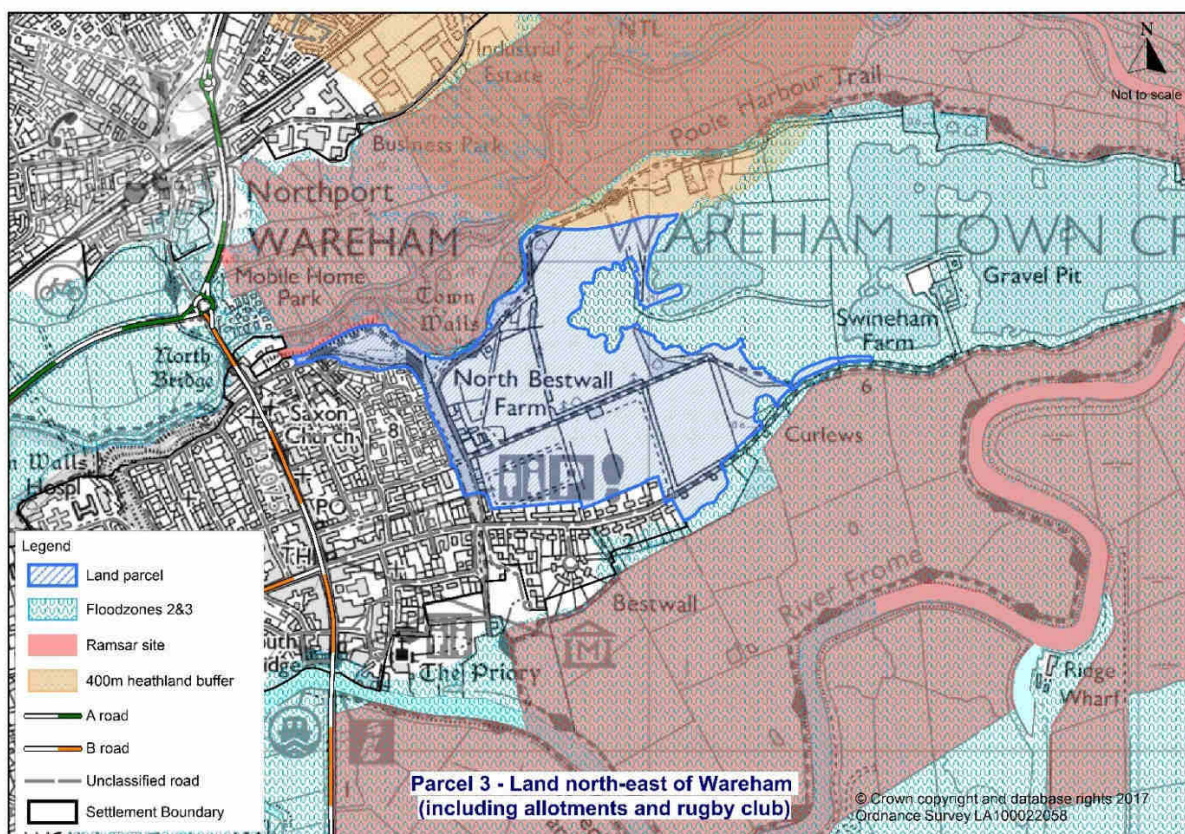 N
Not to scale
NTL
Industrial
Estate
Poole Harbour Trail
Business Park
Northport
WAREHAM
WAREHAM TOWN CP
Mobile Home
Park
Town
Walls
Gravel Pit
Swineham
Farm
North
Bridge
North Bestwall
Farm
6
Saxon
Church
8
Curlews
Walls
Hospl
PO
TH
River Frome
Bestwall
The Priory
M
Ridge
Wharf
Legend
Land parcel
Floodzones 2&3
Ramsar site
400m heathland buffer
A road
B road
Unclassified road
Settlement Boundary
Parcel 3 - Land north-east of Wareham
(including allotments and rugby club)
© Crown copyright and database rights 2017
Ordnance Survey LA100022058